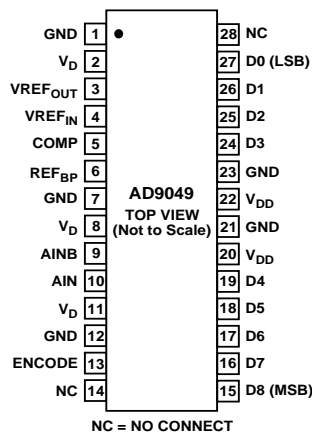 GND 1 28 NC
VD 2 27 D0 (LSB)
VREFOUT 3 26 D1
VREFIN 4 25 D2
COMP 5 24 D3
REFBP 6 23 GND
GND 7 22 VDD
VD 8 21 GND
AINB 9 20 VDD
AIN 10 19 D4
VD 11 18 D5
GND 12 17 D6
ENCODE 13 16 D7
NC 14 15 D8 (MSB)
AD9049
TOP VIEW
(Not to Scale)
NC = NO CONNECT